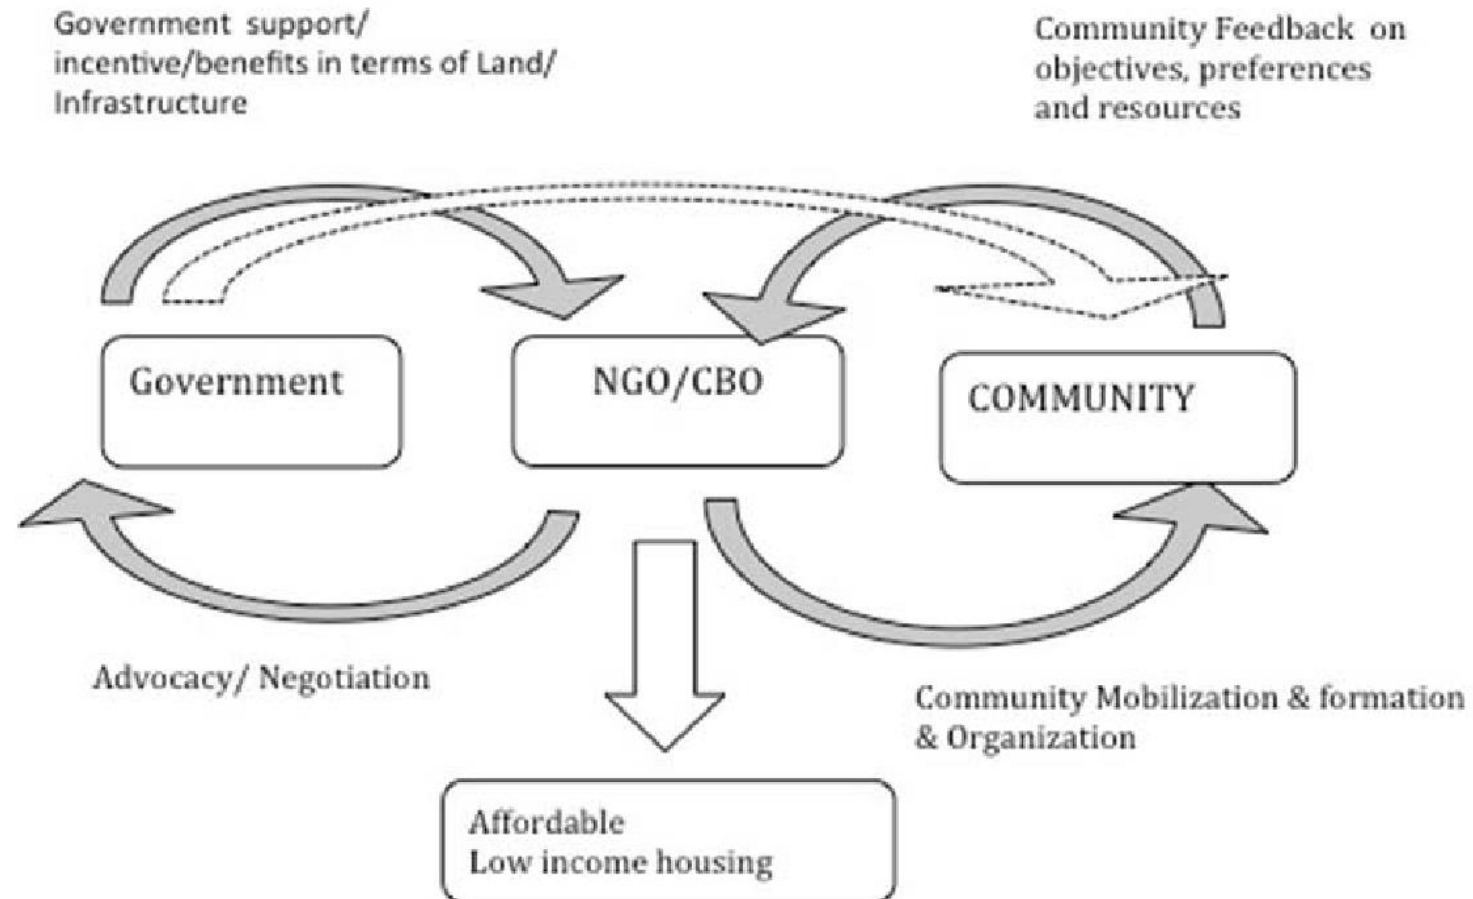 Government support/
incentive/benefits in terms of Land/
Infrastructure
Community Feedback on
objectives, preferences
and resources
Government
NGO/CBO
COMMUNITY
Advocacy/ Negotiation
Community Mobilization & formation
& Organization
Affordable
Low income housing